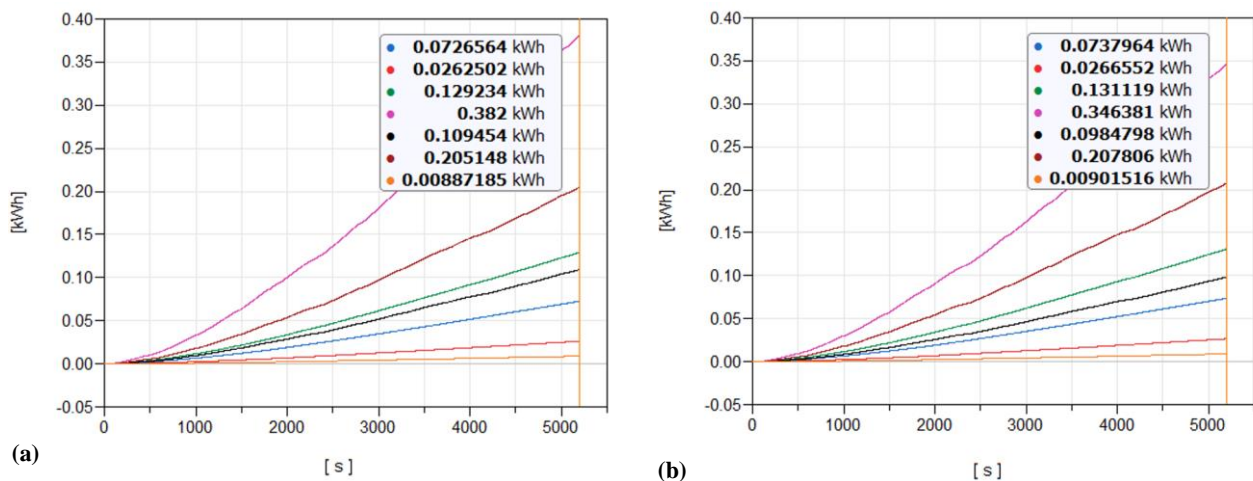 0.40
0.35
0.30
0.25
0.20
0.15
0.10
0.05
0.00
-0.05
[kWh]
0.0726564 kWh
0.0262502 kWh
0.129234 kWh
0.382 kWh
0.109454 kWh
0.205148 kWh
0.00887185 kWh
0 1000 2000 3000 4000 5000
[ s ]
(a)
0.40
0.35
0.30
0.25
0.20
0.15
0.10
0.05
0.00
-0.05
[kWh]
0.0737964 kWh
0.0266552 kWh
0.131119 kWh
0.346381 kWh
0.0984798 kWh
0.207806 kWh
0.00901516 kWh
0 1000 2000 3000 4000 5000
[ s ]
(b)